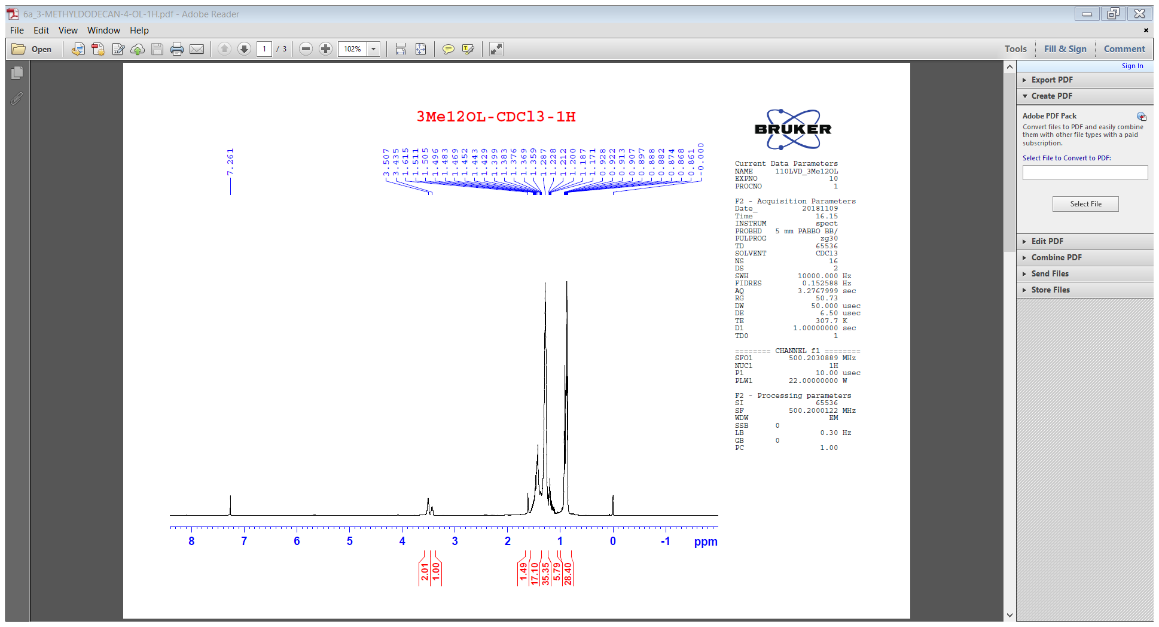 6a_3-METHYLDODECAN-4-OL-1H.pdf - Adobe Reader
File Edit View Window Help
Open 1 / 3 102% Tools Fill & Sign Comment
Sign In
Export PDF
Create PDF
Adobe PDF Pack
Convert files to PDF and easily combine
them with other file types with a paid
subscription.
Select File to Convert to PDF:
Select File
Edit PDF
Combine PDF
Send Files
Store Files
3Me12OL-CDCl3-1H
7.261
3.507
3.435
1.615
1.511
1.505
1.496
1.483
1.469
1.457
1.443
1.429
1.399
1.383
1.376
1.369
1.359
1.287
1.228
1.212
1.200
1.187
1.171
0.928
0.922
0.913
0.907
0.897
0.888
0.882
0.874
0.868
0.861
-0.000
BRUKER
Current Data Parameters
NAME 110LVD_3Me12OL
EXPNO 10
PROCNO 1
F2 - Acquisition Parameters
Date_ 20181109
Time 16.15
INSTRUM spect
PROBHD 5 mm PABBO BB/
PULPROG zg30
TD 65536
SOLVENT CDCl3
NS 16
DS 2
SWH 10000.000 Hz
FIDRES 0.152588 Hz
AQ 3.2767999 sec
RG 50.73
DW 50.000 usec
DE 6.50 usec
TE 307.7 K
D1 1.00000000 sec
TD0 1
======== CHANNEL f1 ========
SFO1 500.2030889 MHz
NUC1 1H
P1 10.00 usec
PLW1 22.00000000 W
F2 - Processing parameters
SI 65536
SF 500.2000122 MHz
WDW EM
SSB 0
LB 0.30 Hz
GB 0
PC 1.00
8 7 6 5 4 3 2 1 0 -1 ppm
2.01
1.00
1.49
17.10
35.35
5.79
28.40